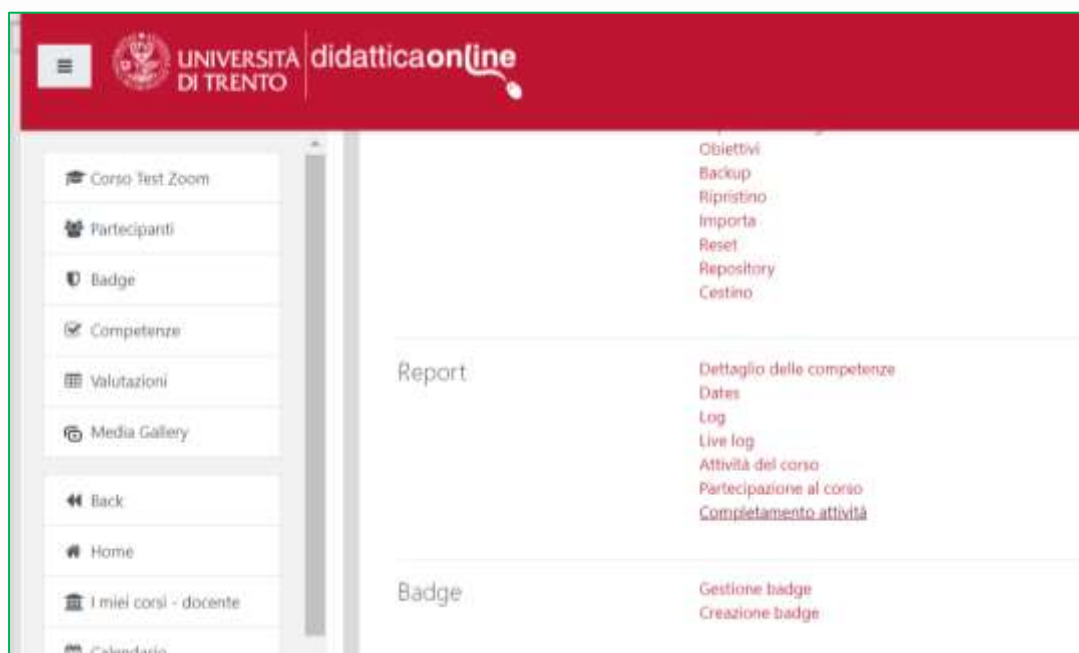 UNIVERSITÀ
DI TRENTO
didatticaonline
Corso Test Zoom
Partecipanti
Badge
Competenze
Valutazioni
Media Gallery
Back
Home
I miei corsi - docente
Calendario
Obiettivi
Backup
Ripristino
Importa
Reset
Repository
Cestino
Report
Dettaglio delle competenze
Dates
Log
Live log
Attività del corso
Partecipazione al corso
Completamento attività
Badge
Gestione badge
Creazione badge